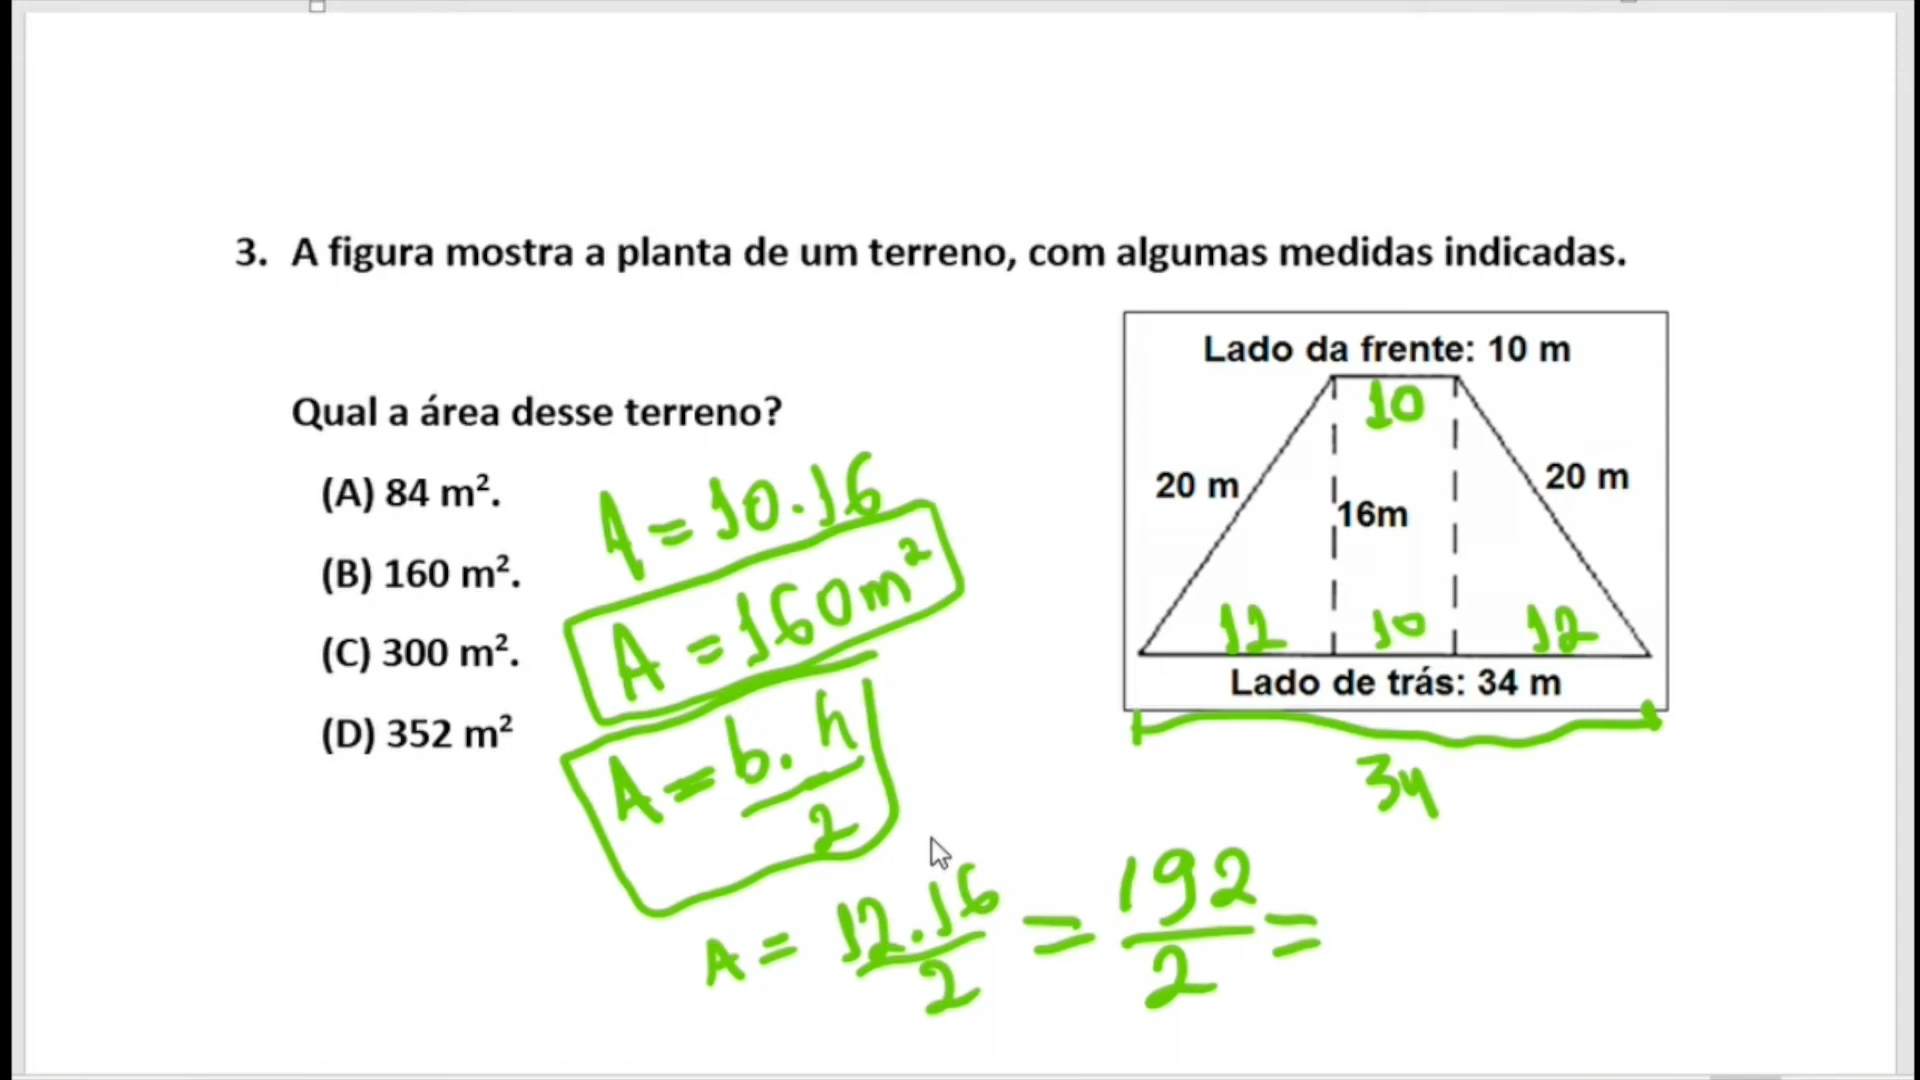 3. A figura mostra a planta de um terreno, com algumas medidas indicadas.
Lado da frente: 10 m
10
20 m
20 m
16m
12
10
12
Lado de trás: 34 m
34
Qual a área desse terreno?
(A) 84 m².
(B) 160 m².
(C) 300 m².
(D) 352 m²
A = 10.16
A = 160m²
A = b.h
2
A = 12.16 = 192 =
2 2